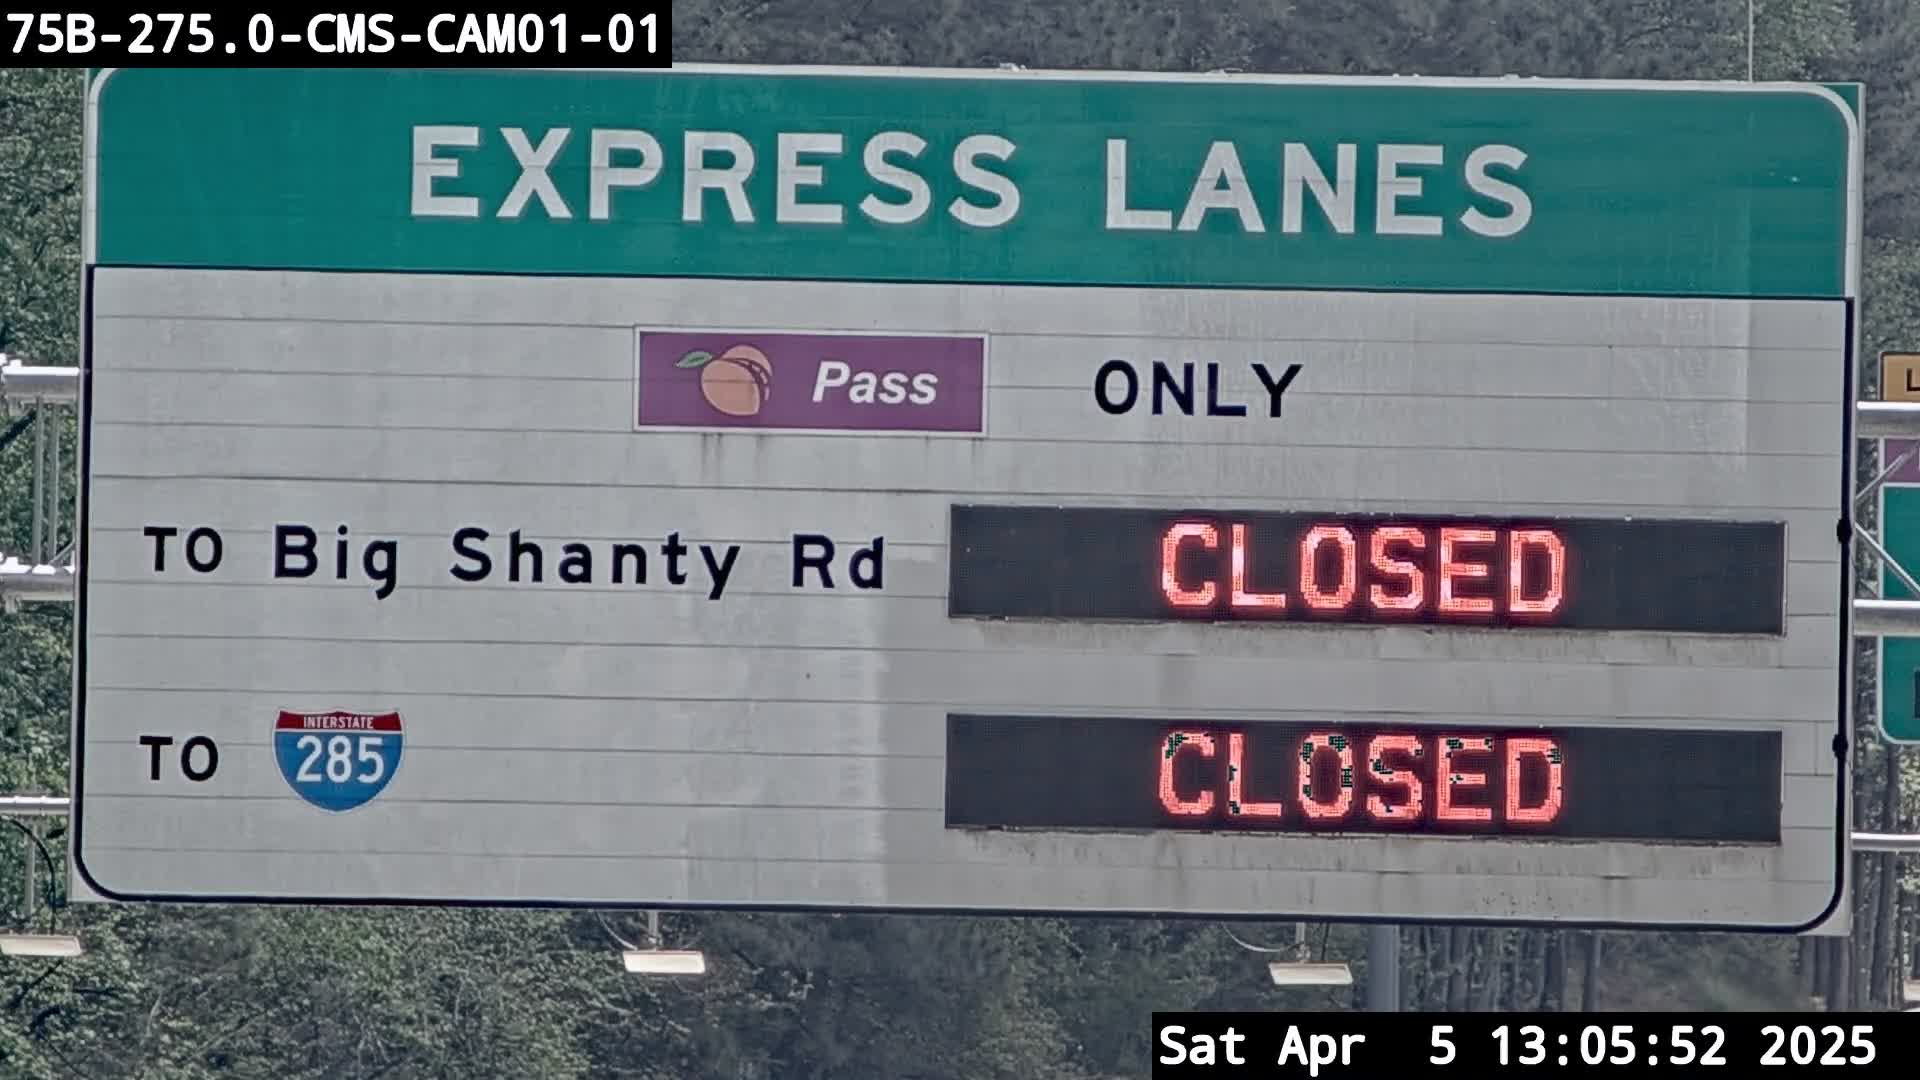 75B-275.0-CMS-CAM01-01
EXPRESS LANES
Pass ONLY
TO Big Shanty Rd CLOSED
TO INTERSTATE 285 CLOSED
Sat Apr 5 13:05:52 2025